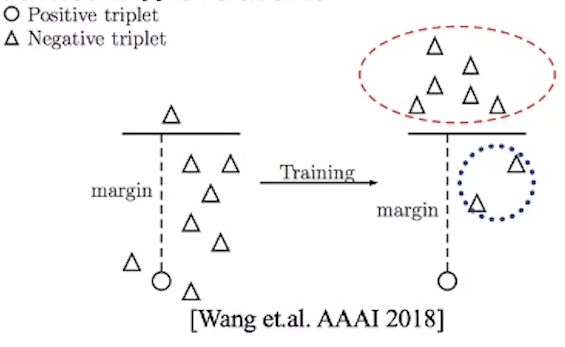 Positive triplet
Negative triplet
margin
Training
margin
[Wang et.al. AAAI 2018]